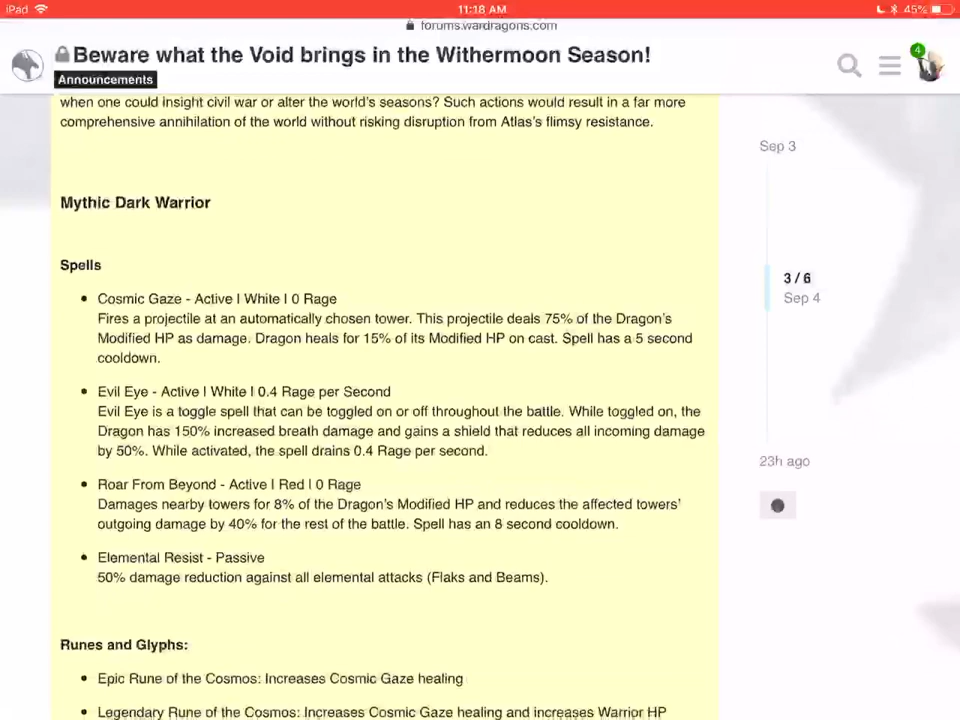 iPad
11:18 AM
45%
forums.wardragons.com
Beware what the Void brings in the Withermoon Season!
4
Announcements
when one could insight civil war or alter the world's seasons? Such actions would result in a far more
comprehensive annihilation of the world without risking disruption from Atlas's flimsy resistance.
Sep 3
Mythic Dark Warrior
Spells
3 / 6
Sep 4
Cosmic Gaze - Active I White I 0 Rage
Fires a projectile at an automatically chosen tower. This projectile deals 75% of the Dragon's
Modified HP as damage. Dragon heals for 15% of its Modified HP on cast. Spell has a 5 second
cooldown.
Evil Eye - Active I White I 0.4 Rage per Second
Evil Eye is a toggle spell that can be toggled on or off throughout the battle. While toggled on, the
Dragon has 150% increased breath damage and gains a shield that reduces all incoming damage
by 50%. While activated, the spell drains 0.4 Rage per second.
23h ago
Roar From Beyond - Active I Red I 0 Rage
Damages nearby towers for 8% of the Dragon's Modified HP and reduces the affected towers'
outgoing damage by 40% for the rest of the battle. Spell has an 8 second cooldown.
Elemental Resist - Passive
50% damage reduction against all elemental attacks (Flaks and Beams).
Runes and Glyphs:
Epic Rune of the Cosmos: Increases Cosmic Gaze healing
Legendary Rune of the Cosmos: Increases Cosmic Gaze healing and increases Warrior HP